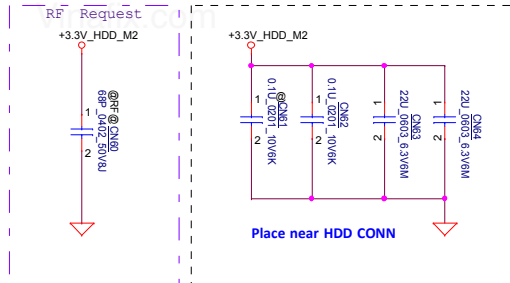 RF Request
+3.3V_HDD_M2
1
2
@RF@ CN60
68P_0402_50V8J
+3.3V_HDD_M2
1
2
@CN61
0.1U_0201_10V6K
1
2
CN62
0.1U_0201_10V6K
1
2
CN63
22U_0603_6.3V6M
1
2
CN64
22U_0603_6.3V6M
Place near HDD CONN